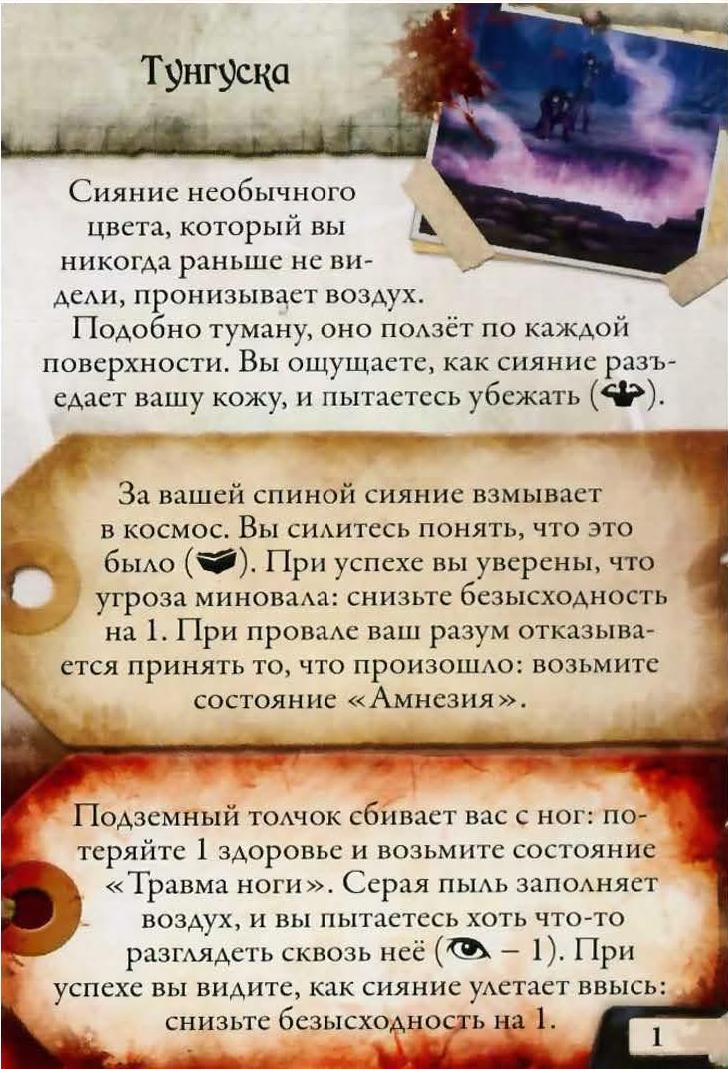 Тунгуска
Сияние необычного
цвета, который вы
никогда раньше не ви-
дели, пронизывает воздух.
Подобно туману, оно ползёт по каждой
поверхности. Вы ощущаете, как сияние разъ-
едает вашу кожу, и пытаетесь убежать ( ).
За вашей спиной сияние взмывает
в космос. Вы силитесь понять, что это
было ( ). При успехе вы уверены, что
угроза миновала: снизьте безысходность
на 1. При провале ваш разум отказыва-
ется принять то, что произошло: возьмите
состояние «Амнезия».
Подземный толчок сбивает вас с ног: по-
теряйте 1 здоровье и возьмите состояние
«Травма ноги». Серая пыль заполняет
воздух, и вы пытаетесь хоть что-то
разглядеть сквозь неё ( – 1). При
успехе вы видите, как сияние улетает ввысь:
снизьте безысходность на 1.
1